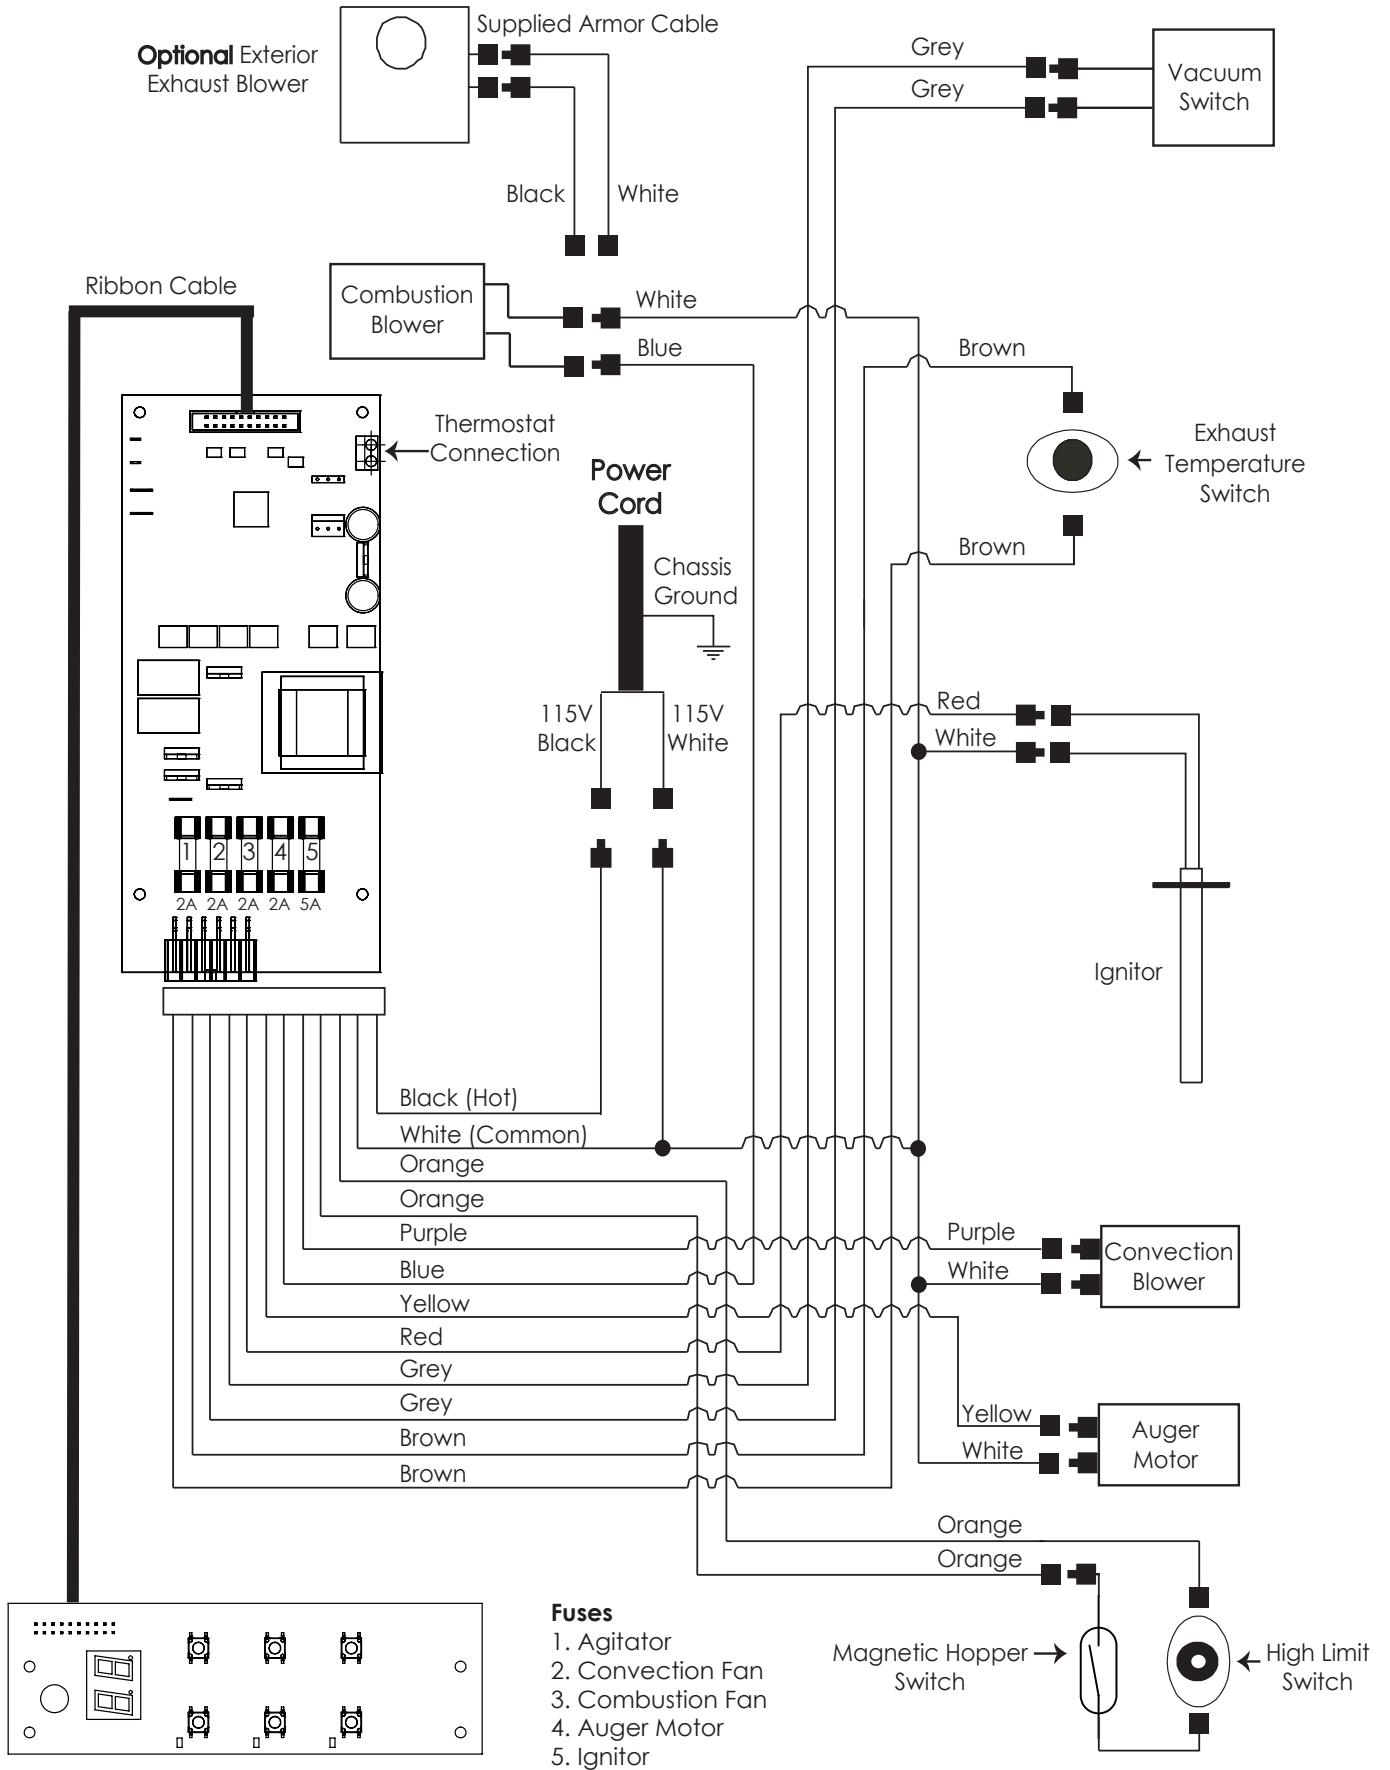 Supplied Armor Cable
Optional Exterior
Exhaust Blower
Black
White
Grey
Grey
Vacuum
Switch
Ribbon Cable
Combustion
Blower
White
Blue
Brown
Thermostat
Connection
Exhaust
Temperature
Switch
Power
Cord
Brown
Chassis
Ground
115V
Black
115V
White
Red
White
1
2
3
4
5
2A
2A
2A
2A
5A
Ignitor
Black (Hot)
White (Common)
Orange
Orange
Purple
Blue
Yellow
Red
Grey
Grey
Brown
Brown
Purple
White
Convection
Blower
Yellow
White
Auger
Motor
Orange
Orange
Magnetic Hopper
Switch
High Limit
Switch
Fuses
1. Agitator
2. Convection Fan
3. Combustion Fan
4. Auger Motor
5. Ignitor